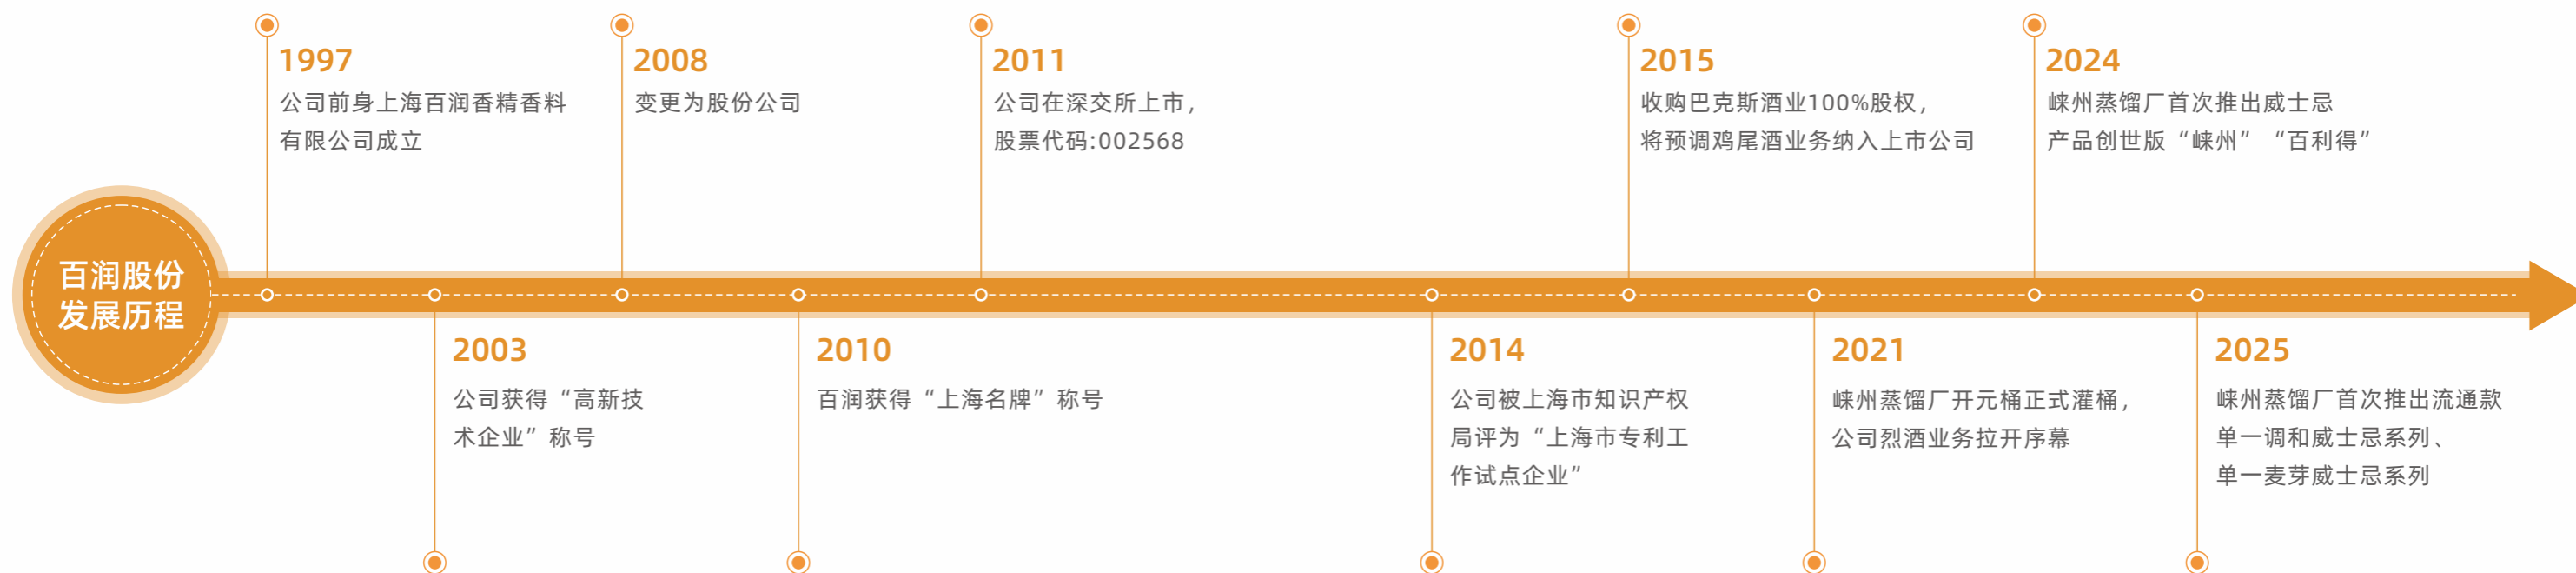 百润股份
发展历程
1997
公司前身上海百润香精香料
有限公司成立
2003
公司获得“高新技
术企业”称号
2008
变更为股份公司
2010
百润获得“上海名牌”称号
2011
公司在深交所上市，
股票代码:002568
2014
公司被上海市知识产权
局评为“上海市专利工
作试点企业”
2015
收购巴克斯酒业100%股权，
将预调鸡尾酒业务纳入上市公司
2021
崃州蒸馏厂开元桶正式灌桶，
公司烈酒业务拉开序幕
2024
崃州蒸馏厂首次推出威士忌
产品创世版“崃州” “百利得”
2025
崃州蒸馏厂首次推出流通款
单一调和威士忌系列、
单一麦芽威士忌系列